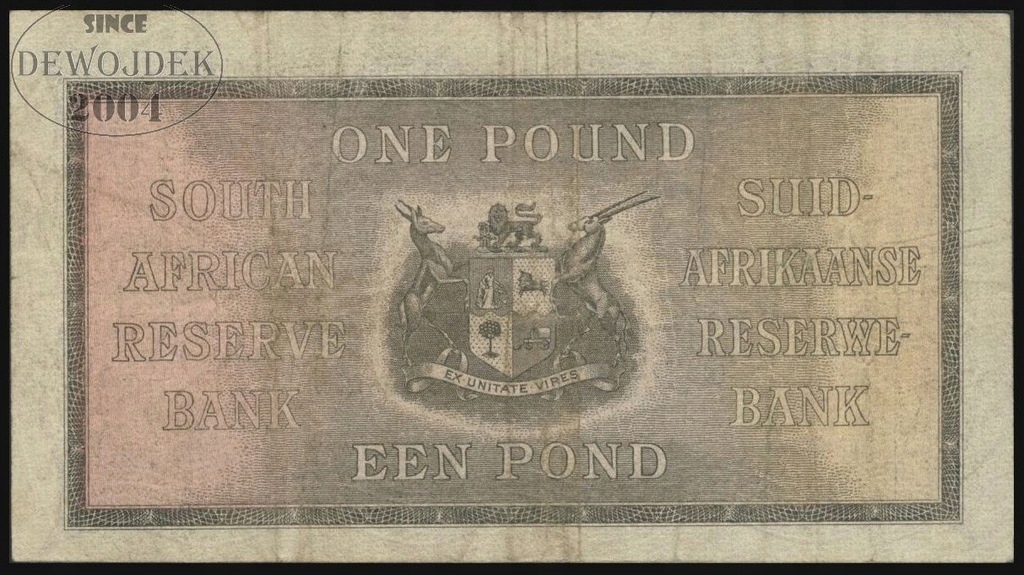 SINCE
DEWOJDEK
2004
ONE POUND
SOUTH
AFRICAN
RESERVE
BANK
SUID-
AFRIKAANSE
RESERWE-
BANK
EX·UNITATE·VIRES
EEN POND